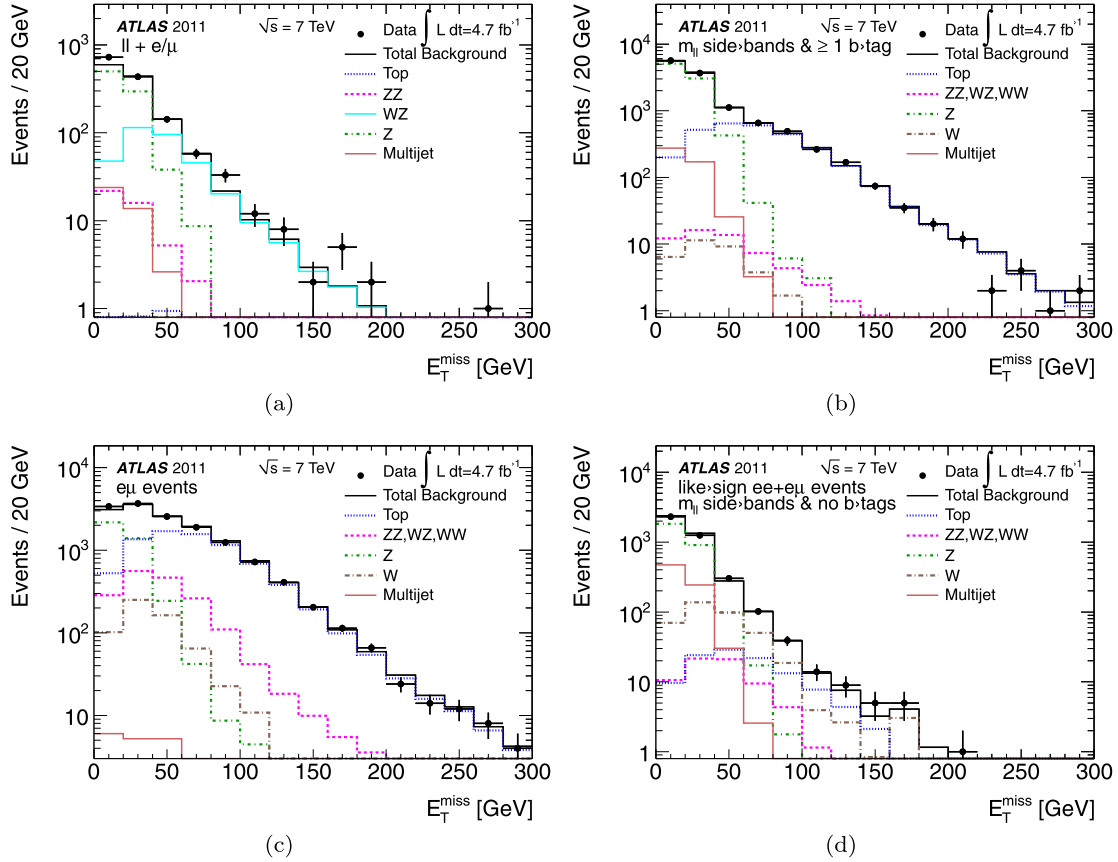 ATLAS 2011 √s = 7 TeV
ll + e/μ
Data ∫ L dt=4.7 fb›¹
Total Background
Top
ZZ
WZ
Z
Multijet
Events / 20 GeV
10³
10²
10
1
0 50 100 150 200 250 300
E_T^miss [GeV]
(a)
ATLAS 2011 √s = 7 TeV
m_ll side›bands & ≥ 1 b›tag
Data ∫ L dt=4.7 fb›¹
Total Background
Top
ZZ,WZ,WW
Z
W
Multijet
Events / 20 GeV
10⁴
10³
10²
10
1
0 50 100 150 200 250 300
E_T^miss [GeV]
(b)
ATLAS 2011 √s = 7 TeV
eμ events
Data ∫ L dt=4.7 fb›¹
Total Background
Top
ZZ,WZ,WW
Z
W
Multijet
Events / 20 GeV
10⁴
10³
10²
10
0 50 100 150 200 250 300
E_T^miss [GeV]
(c)
ATLAS 2011 √s = 7 TeV
like›sign ee+eμ events
m_ll side›bands & no b›tags
Data ∫ L dt=4.7 fb›¹
Total Background
Top
ZZ,WZ,WW
Z
W
Multijet
Events / 20 GeV
10⁴
10³
10²
10
1
0 50 100 150 200 250 300
E_T^miss [GeV]
(d)